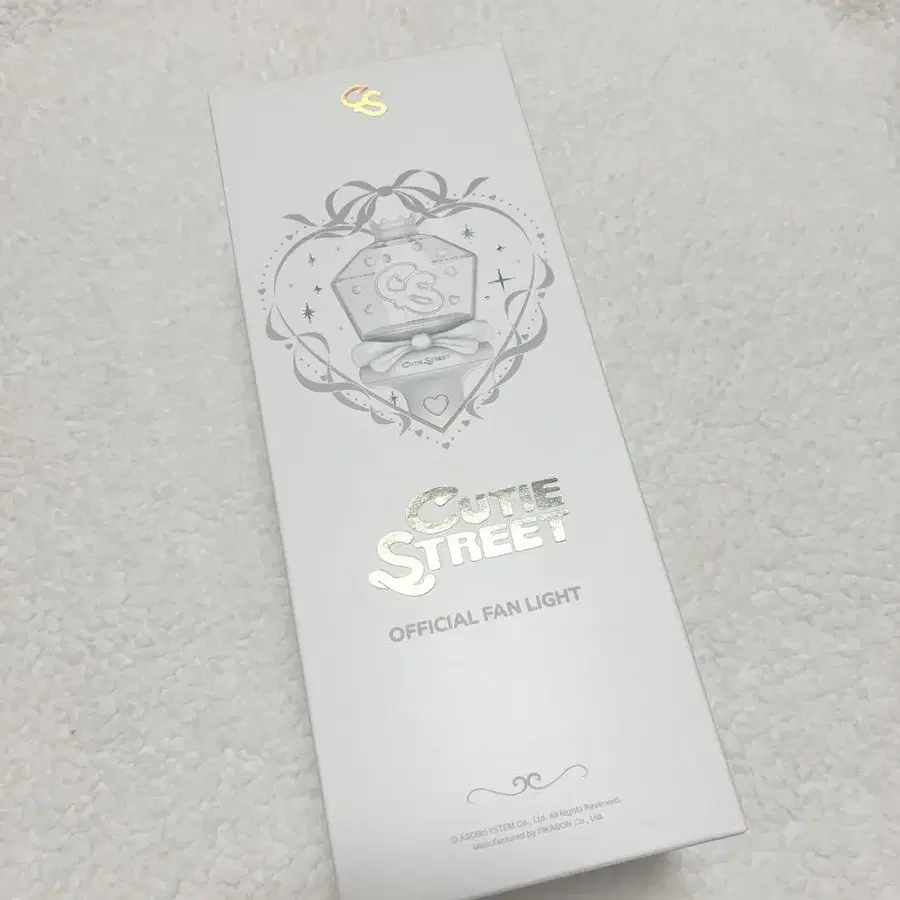 CS
CS
CUTIE STREET
CUTIE
STREET
OFFICIAL FAN LIGHT
© ASOBISYSTEM Co., Ltd. All Rights Reserved.
Manufactured by PIKABON Co., Ltd.